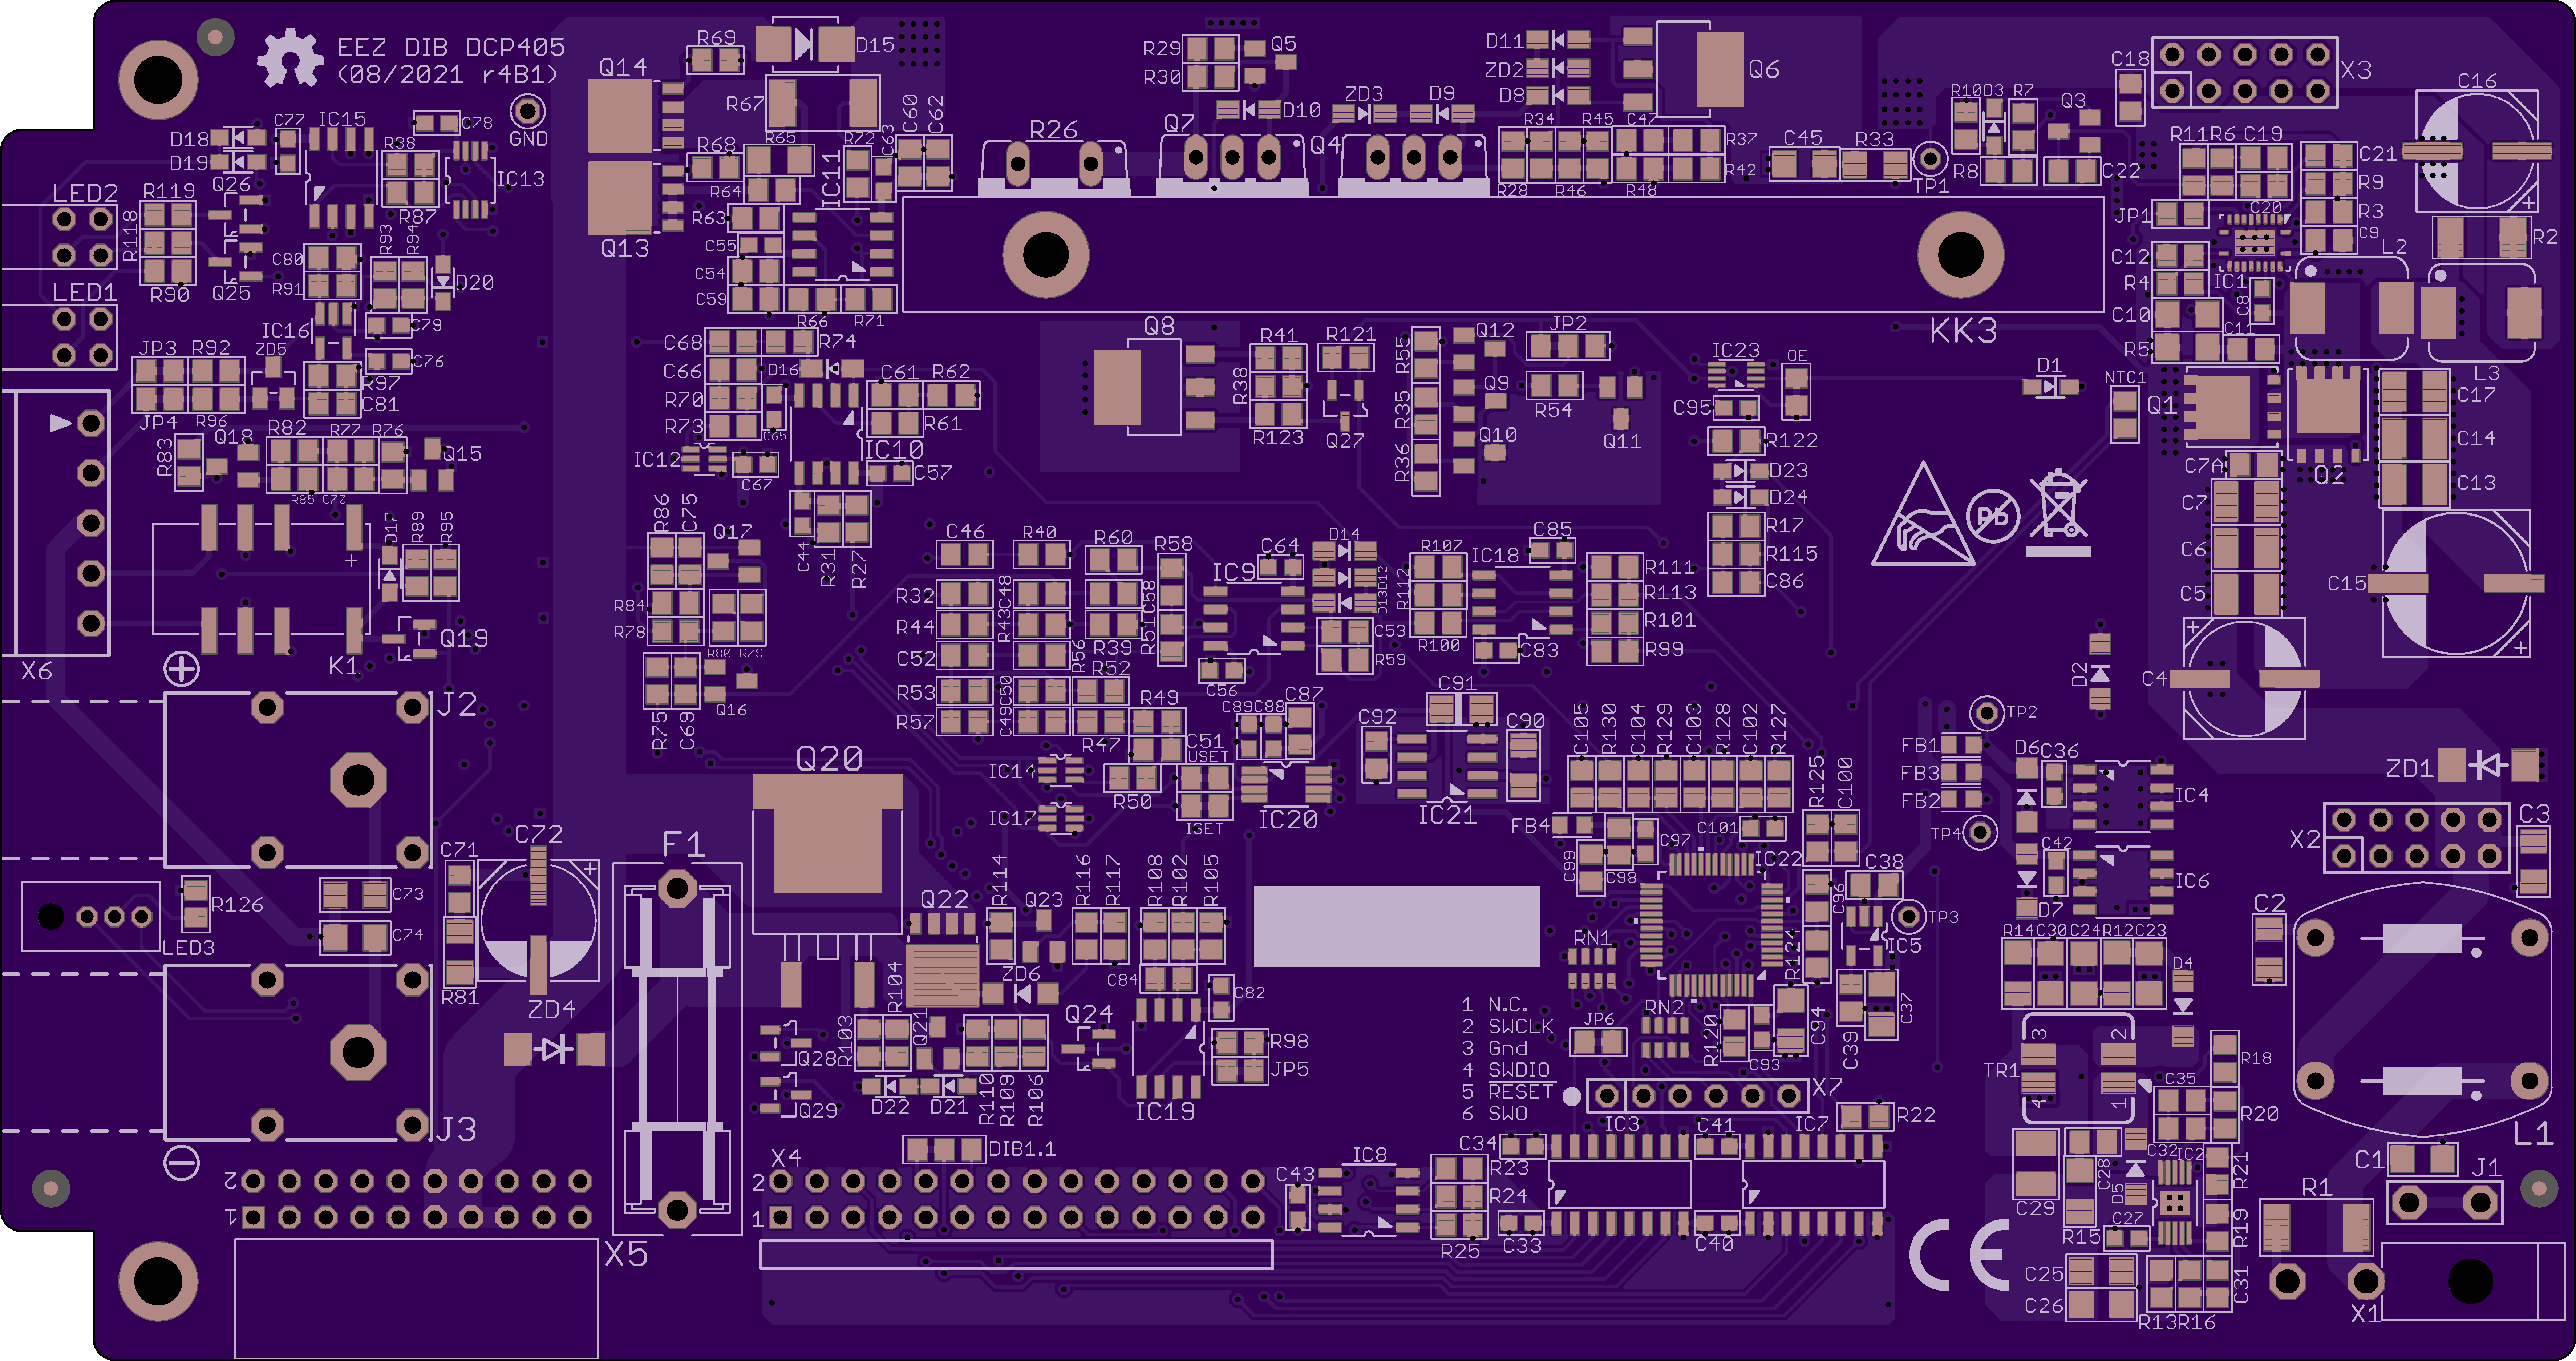 EEZ DIB DCP405
(08/2021 r4B1)
GND
Q14
R69
D15
R67
Q13
R68
R65
R72
C63
C60
C62
R64
IC11
R63
C55
C54
C59
R66
R71
R29
R30
Q5
D10
D11
ZD2
D8
Q6
ZD3
D9
R26
Q7
Q4
R34
R45
C47
R37
R28
R46
R48
R42
C45
R33
TP1
R10
D3
R7
Q3
R8
C22
C18
X3
C16
R11
R6
C19
C21
R9
R3
C9
JP1
C20
C12
R4
IC1
C8
L2
R2
C10
C11
R5
L3
KK3
D18
D19
C77
IC15
C78
R87
IC13
Q26
LED2
R119
R118
R90
Q25
C80
R91
R93
R94
D20
LED1
IC16
C79
ZD5
C76
JP3
R92
R97
C81
JP4
R96
R83
Q18
R82
R77
R76
Q15
R85
C70
D17
R89
R95
X6
K1
Q19
C68
R74
C66
D16
C61
R62
R70
R73
C65
R61
IC12
IC10
C67
C57
C44
R31
R27
R86
C75
Q17
R84
R78
R80
R79
R75
C69
Q16
Q8
R41
R121
R38
R123
Q27
R55
Q12
R35
Q9
R36
Q10
JP2
R54
Q11
IC23
OE
C95
R122
D23
D24
R17
R115
C86
D1
NTC1
Q1
Q2
C17
C14
C13
C7A
C7
C6
C5
C15
C4
D2
Pb
C46
R40
R60
R58
C64
IC9
R32
C48
R43
R44
C58
R51
R39
C52
R56
R52
R53
C50
R49
R57
C49
R47
C51
C56
D14
D12
D13
C53
R59
R107
R112
R100
IC18
C85
C83
R111
R113
R101
R99
C89
C88
C87
USET
ISET
IC20
R50
IC14
IC17
C91
C92
C90
IC21
C105
R130
C104
R129
C103
R128
C102
R127
R125
C100
FB4
C97
C101
C99
C98
IC22
C38
C96
TP3
IC5
R124
RN1
RN2
JP6
R120
C93
C94
C39
C37
TP2
FB1
FB3
FB2
TP4
D6
C36
IC4
C42
IC6
D7
ZD1
X2
C3
C2
R14
C30
C24
R12
C23
D4
TR1
3
2
4
1
R18
C35
R20
L1
C32
IC2
C28
D5
R21
C29
R15
C27
R19
C25
C26
R13
R16
C31
C1
J1
R1
X1
J2
J3
C71
C72
C73
C74
R126
LED3
R81
ZD4
F1
Q20
Q22
R114
Q23
R116
R117
R108
R102
R105
R104
ZD6
C84
C82
R103
Q21
Q24
R98
JP5
Q28
Q29
D22
D21
R110
R109
R106
IC19
DIB1.1
X4
2
1
X5
2
1
1 N.C.
2 SWCLK
3 Gnd
4 SWDIO
5 RESET
6 SWO
X7
R22
C34
IC3
C41
IC7
C43
IC8
R23
R24
R25
C33
C40
CE